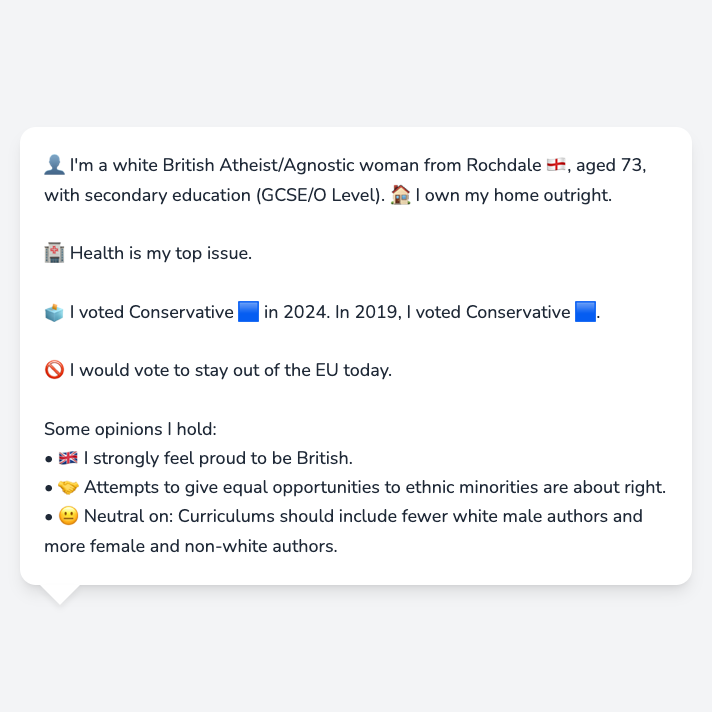 👤 I'm a white British Atheist/Agnostic woman from Rochdale 🏴󠁧󠁢󠁥󠁮󠁧󠁿, aged 73,
with secondary education (GCSE/O Level). 🏠 I own my home outright.
🏥 Health is my top issue.
🗳️ I voted Conservative 🟦 in 2024. In 2019, I voted Conservative 🟦.
🚫 I would vote to stay out of the EU today.
Some opinions I hold:
• 🇬🇧 I strongly feel proud to be British.
• 🤝 Attempts to give equal opportunities to ethnic minorities are about right.
• 😐 Neutral on: Curriculums should include fewer white male authors and
more female and non-white authors.